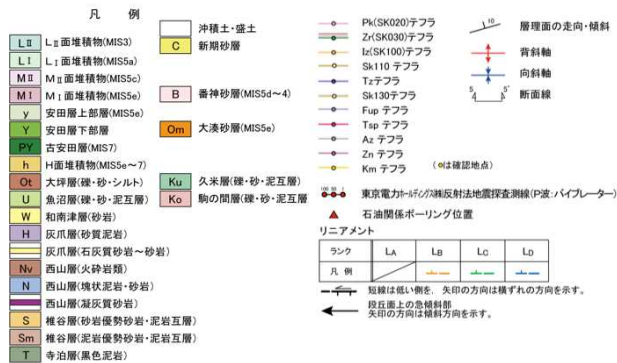 凡 例
LⅡ LⅡ面堆積物(MIS3)
LⅠ LⅠ面堆積物(MIS5a)
MⅡ MⅡ面堆積物(MIS5c)
MⅠ MⅠ面堆積物(MIS5e)
y 安田層上部層(MIS5e)
Y 安田層下部層
PY 古安田層(MIS7)
h H面堆積物(MIS5e～7)
Ot 大坪層(礫・砂・シルト)
U 魚沼層(礫・砂・泥互層)
W 和南津層(砂岩)
H 灰爪層(砂質泥岩)
灰爪層(石灰質砂岩～砂岩)
Nv 西山層(火砕岩類)
N 西山層(塊状泥岩・砂岩)
西山層(凝灰質砂岩)
S 椎谷層(砂岩優勢砂岩・泥岩互層)
Sm 椎谷層(泥岩優勢砂岩・泥岩互層)
T 寺泊層(黒色泥岩)
沖積土・盛土
C 新期砂層
B 番神砂層(MIS5d～4)
Om 大湊砂層(MIS5e)
Ku 久米層(礫・砂・泥互層)
Ko 駒の間層(礫・砂・泥互層
Pk(SK020)テフラ
Zr(SK030)テフラ
Iz(SK100)テフラ
Sk110 テフラ
Tzテフラ
Sk130テフラ
Fup テフラ
Tsp テフラ
Az テフラ
Zn テフラ
Km テフラ
(は確認地点)
10 層理面の走向・傾斜
背斜軸
向斜軸
5 5' 断面線
100 50 1 東京電力ホールディングス㈱反射法地震探査測線(P波:バイブレーター)
石油関係ボーリング位置
リニアメント
ランク LA LB LC LD
凡 例
短線は低い側を、矢印の方向は横ずれの方向を示す。
段丘面上の急傾斜部
矢印の方向は傾斜方向を示す。